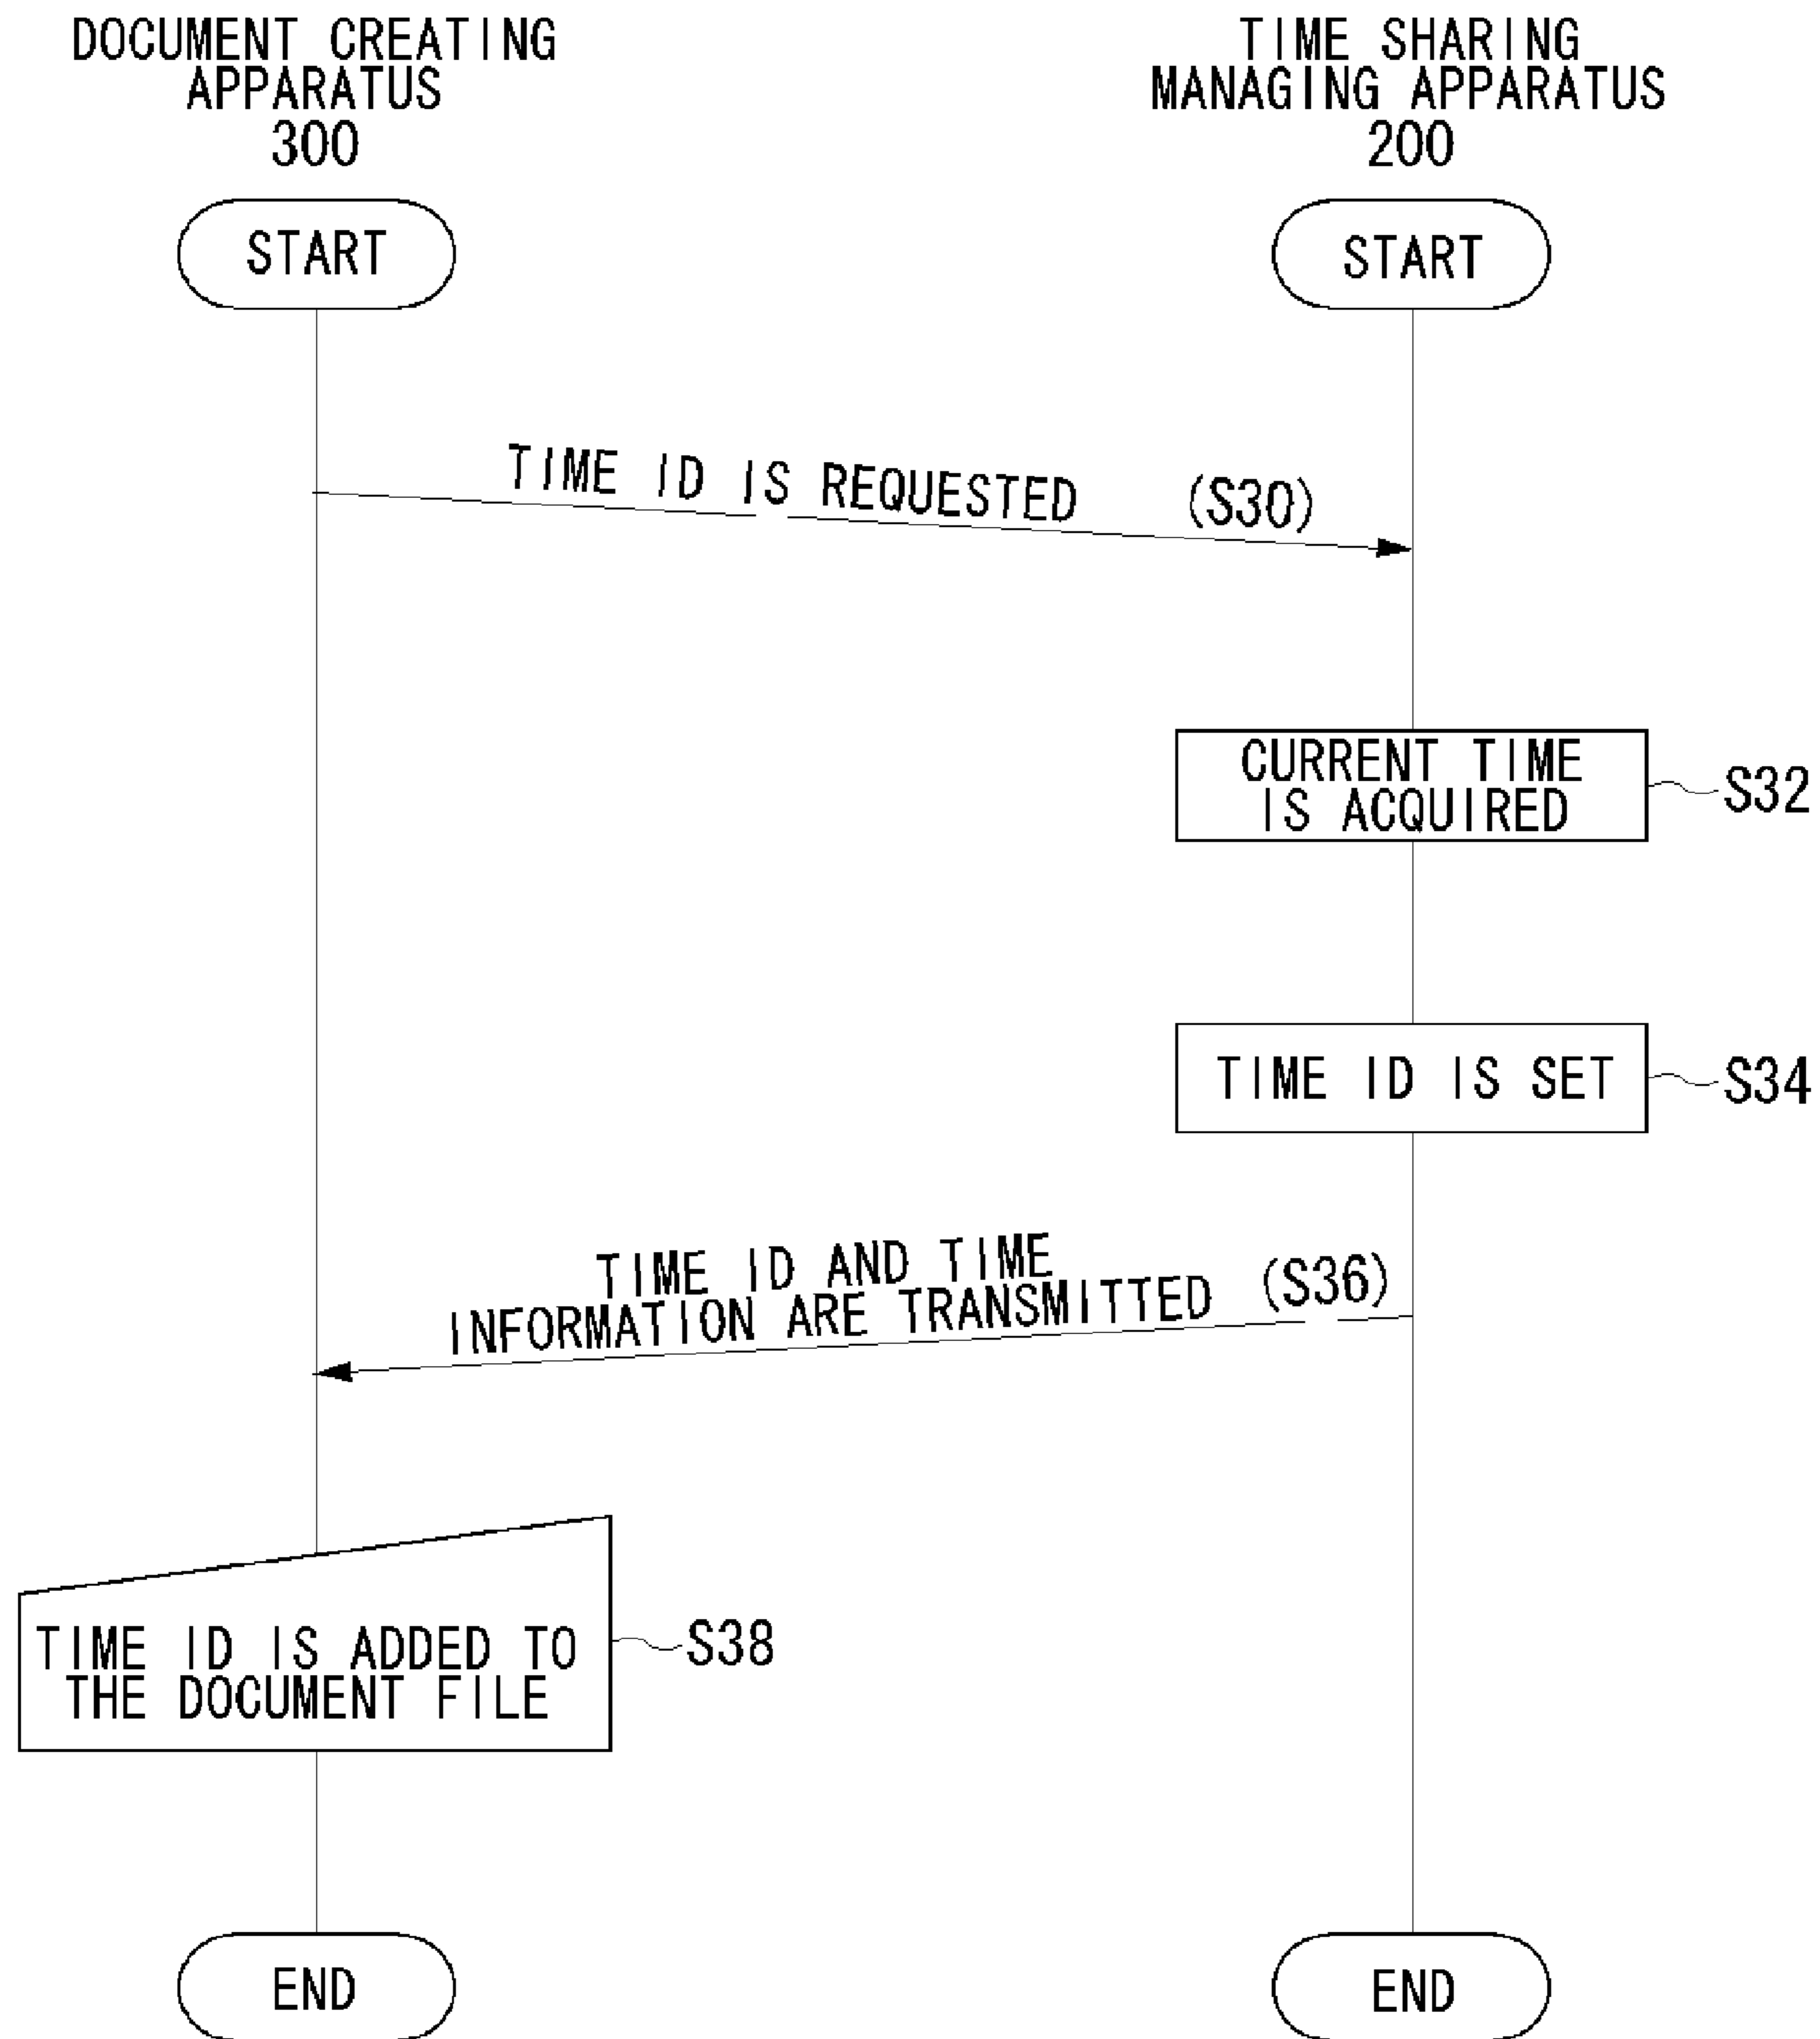 DOCUMENT CREATING
APPARATUS
300
TIME SHARING
MANAGING APPARATUS
200
START
START
TIME ID IS REQUESTED (S30)
CURRENT TIME
IS ACQUIRED
S32
TIME ID IS SET
S34
TIME ID AND TIME
INFORMATION ARE TRANSMITTED (S36)
TIME ID IS ADDED TO
THE DOCUMENT FILE
S38
END
END